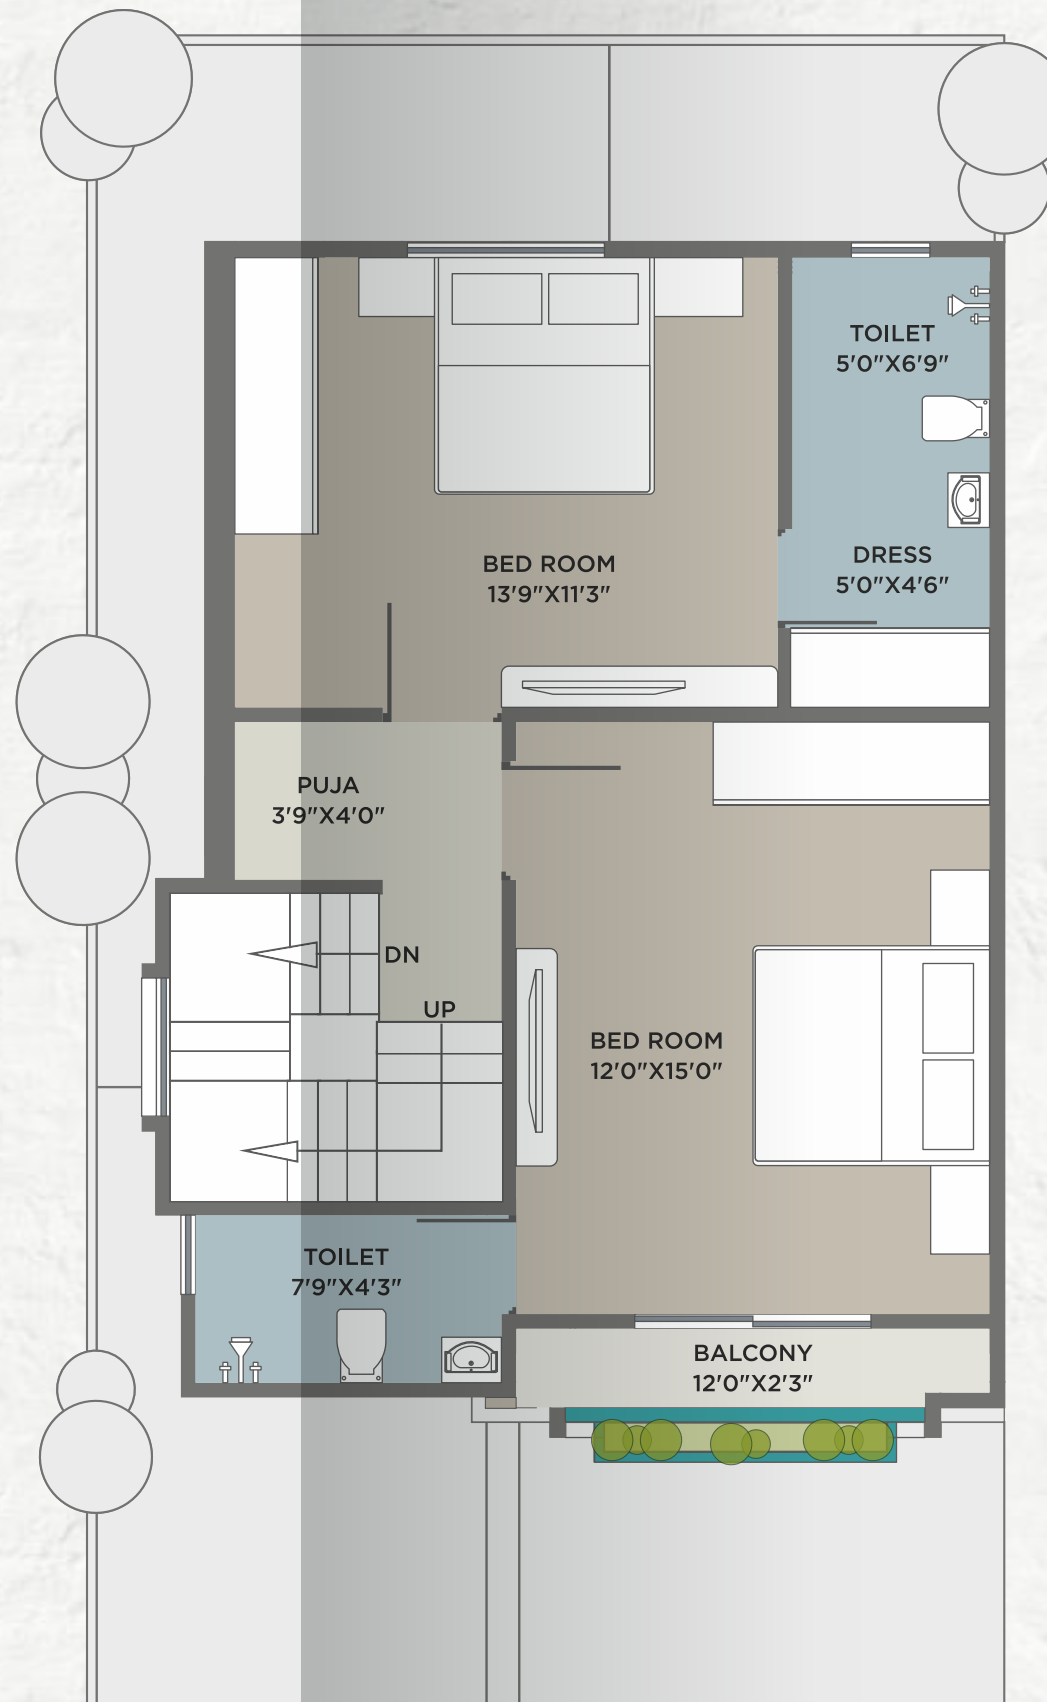 TOILET
5'0"X6'9"
BED ROOM
13'9"X11'3"
DRESS
5'0"X4'6"
PUJA
3'9"X4'0"
DN
UP
BED ROOM
12'0"X15'0"
TOILET
7'9"X4'3"
BALCONY
12'0"X2'3"